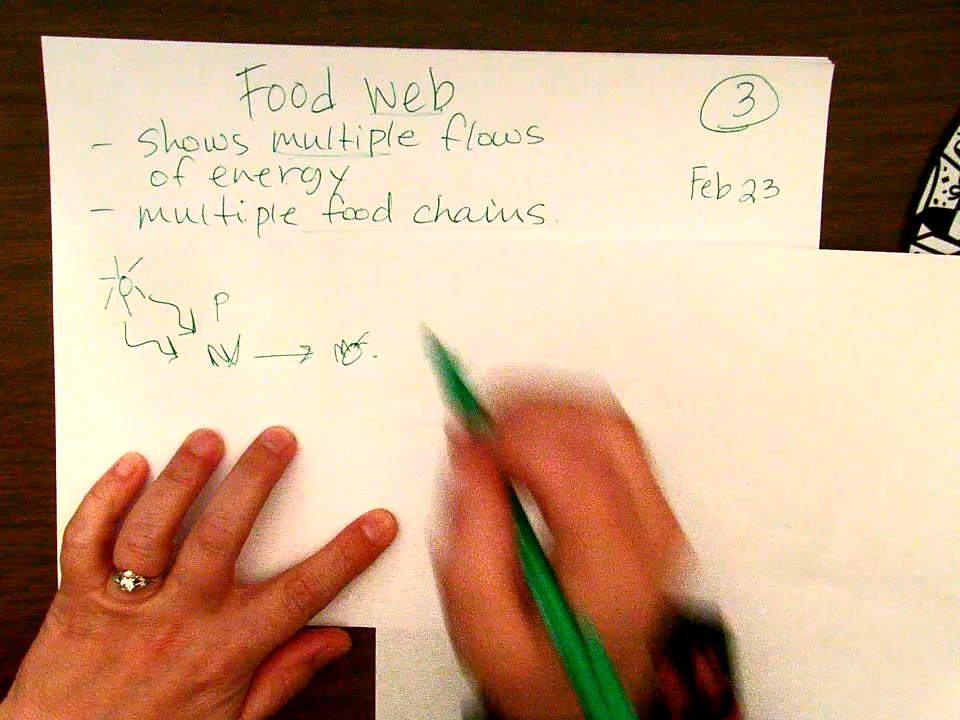 Food web
3
- shows multiple flows
of energy
Feb 23
- multiple food chains.
P